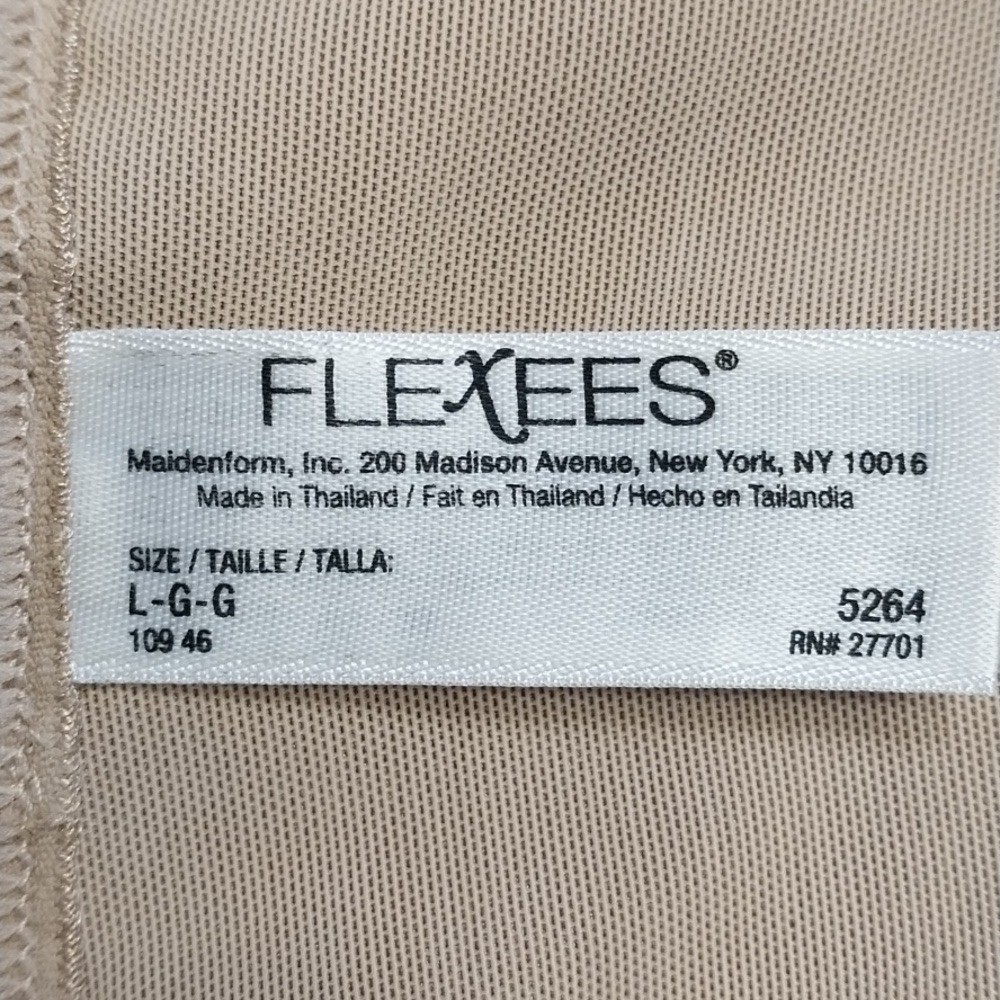 FLEXEES®
Maidenform, Inc. 200 Madison Avenue, New York, NY 10016
Made in Thailand / Fait en Thailand / Hecho en Tailandia
SIZE / TAILLE / TALLA:
L-G-G
5264
109 46
RN# 27701